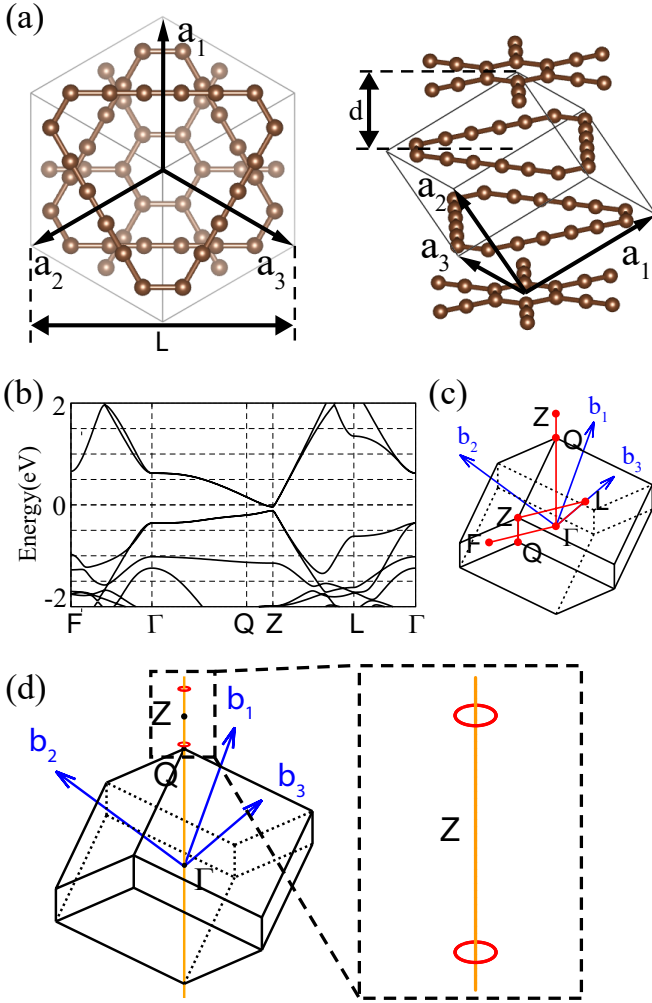 (a)
a1
a2
a3
L
d
a2
a3
a1
(b)
2
0
-2
Energy(eV)
F Γ Q Z L Γ
(c)
Z
Q
b1
b2
b3
L
Z
Γ
F
Q
(d)
Z
b1
b2
Q
b3
Γ
Z